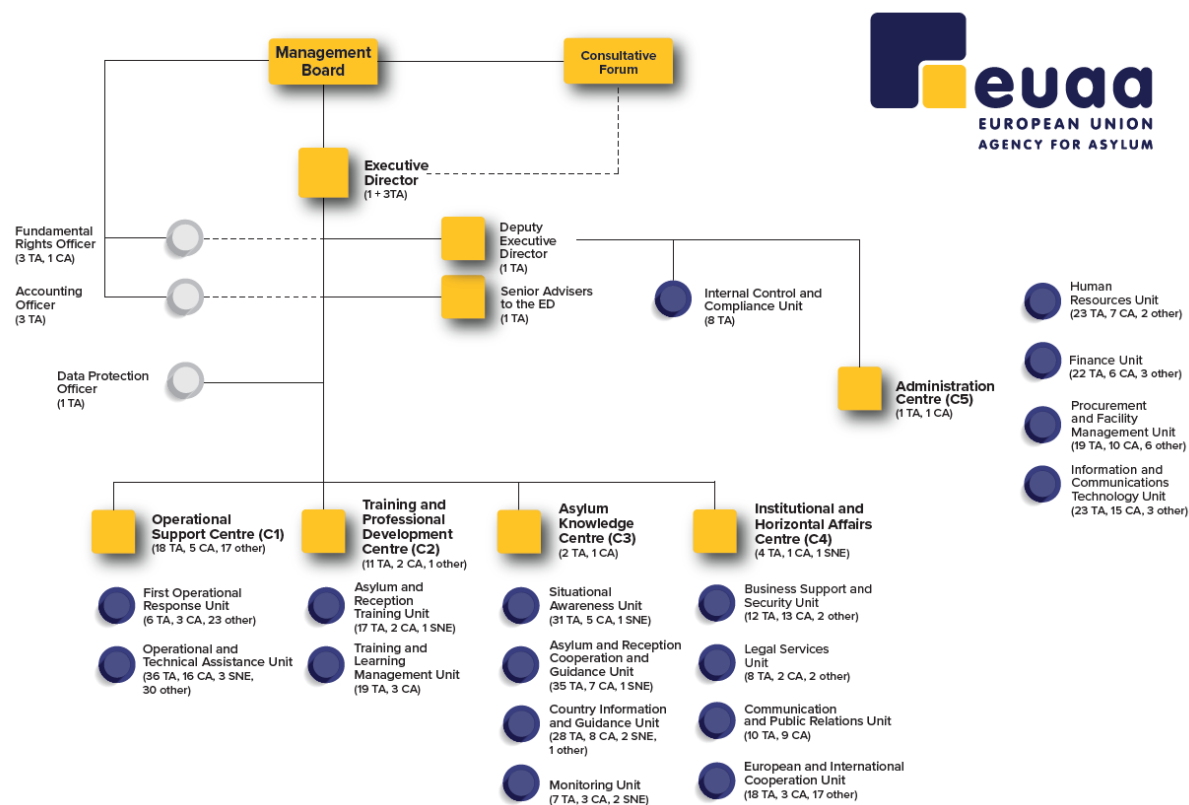 Management
Board
Consultative
Forum
euaa
EUROPEAN UNION
AGENCY FOR ASYLUM
Executive
Director
(1 + 3TA)
Fundamental
Rights Officer
(3 TA, 1 CA)
Deputy
Executive
Director
(1 TA)
Accounting
Officer
(3 TA)
Senior Advisers
to the ED
(1 TA)
Internal Control and
Compliance Unit
(8 TA)
Data Protection
Officer
(1 TA)
Administration
Centre (C5)
(1 TA, 1 CA)
Human
Resources Unit
(23 TA, 7 CA, 2 other)
Finance Unit
(22 TA, 6 CA, 3 other)
Procurement
and Facility
Management Unit
(19 TA, 10 CA, 6 other)
Information and
Communications
Technology Unit
(23 TA, 15 CA, 3 other)
Operational
Support Centre (C1)
(18 TA, 5 CA, 17 other)
First Operational
Response Unit
(6 TA, 3 CA, 23 other)
Operational and
Technical Assistance Unit
(36 TA, 16 CA, 3 SNE,
30 other)
Training and
Professional
Development
Centre (C2)
(11 TA, 2 CA, 1 other)
Asylum and
Reception
Training Unit
(17 TA, 2 CA, 1 SNE)
Training and
Learning
Management Unit
(19 TA, 3 CA)
Asylum
Knowledge
Centre (C3)
(2 TA, 1 CA)
Situational
Awareness Unit
(31 TA, 5 CA, 1 SNE)
Asylum and Reception
Cooperation and
Guidance Unit
(35 TA, 7 CA, 1 SNE)
Country Information
and Guidance Unit
(28 TA, 8 CA, 2 SNE,
1 other)
Monitoring Unit
(7 TA, 3 CA, 2 SNE)
Institutional and
Horizontal Affairs
Centre (C4)
(4 TA, 1 CA, 1 SNE)
Business Support and
Security Unit
(12 TA, 13 CA, 2 other)
Legal Services
Unit
(8 TA, 2 CA, 2 other)
Communication
and Public Relations Unit
(10 TA, 9 CA)
European and International
Cooperation Unit
(18 TA, 3 CA, 17 other)